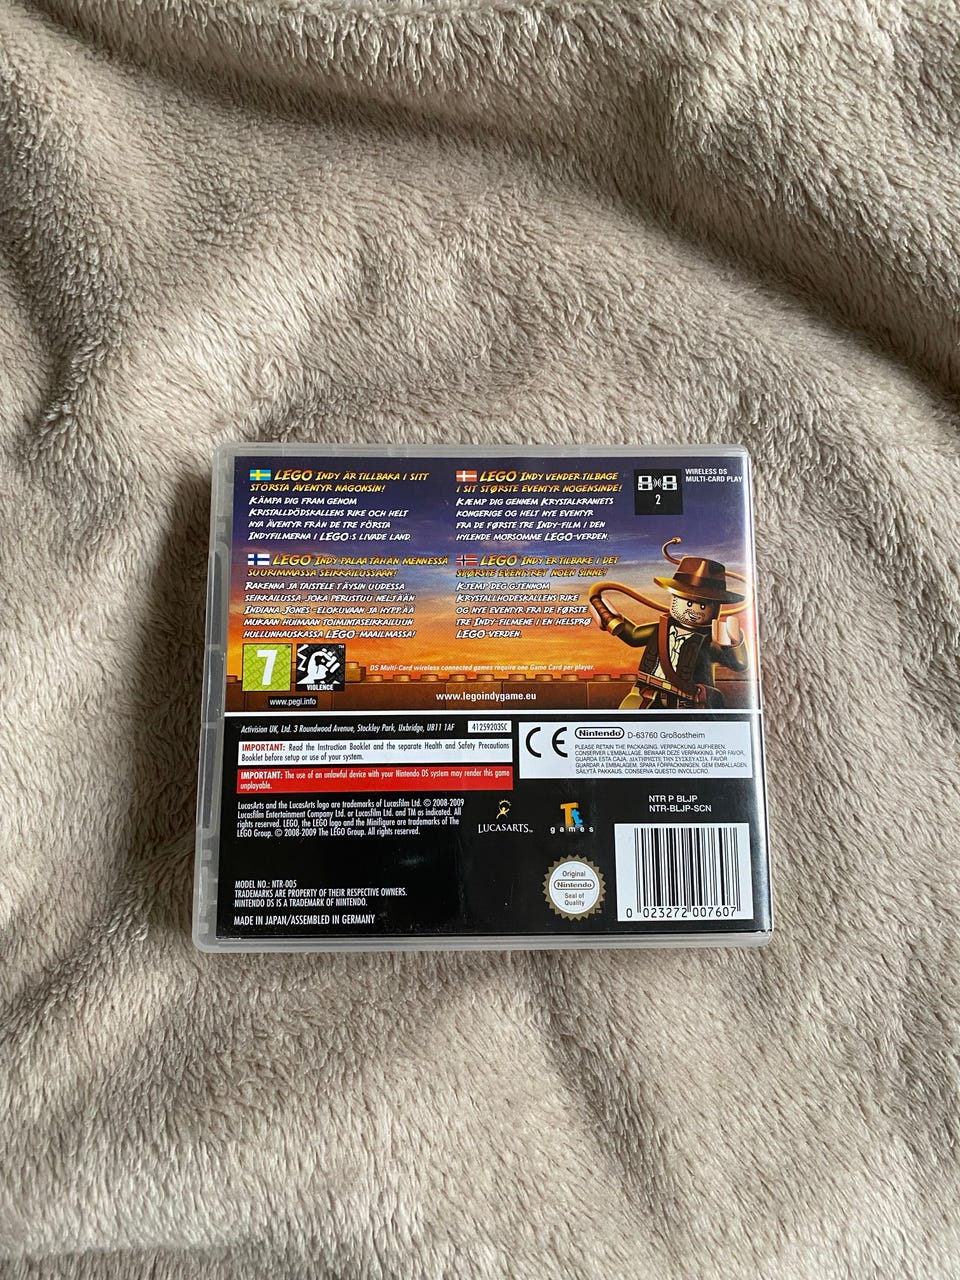 LEGO INDY ÄR TILLBAKA I SITT
STÖRSTA ÄVENTYR NÅGONSIN!
KÄMPA DIG FRAM GENOM
KRISTALLDÖDSKALLENS RIKE OCH HELT
NYA ÄVENTYR FRÅN DE TRE FÖRSTA
INDYFILMERNA I LEGO:S LIVADE LAND.
LEGO INDY VENDER TILBAGE
I SIT STØRSTE EVENTYR NOGENSINDE!
KÆMP DIG GENNEM KRYSTALKRANIETS
KONGERIGE OG HELT NYE EVENTYR
FRA DE FØRSTE TRE INDY-FILM I DEN
HYLENDE MORSOMME LEGO-VERDEN.
WIRELESS DS
MULTI-CARD PLAY
2
LEGO INDY PALAA TÄHÄN MENNESSÄ
SUURIMMASSA SEIKKAILUSSAAN!
RAKENNA JA TAISTELE TÄYSIN UUDESSA
SEIKKAILUSSA JOKA PERUSTUU NELJÄÄN
INDIANA JONES -ELOKUVAAN JA HYPPÄÄ
MUKAAN HUIMAAN TOIMINTASEIKKAILUUN
HULLUNHAUSKASSA LEGO-MAAILMASSA!
LEGO INDY ER TILBAKE I DET
STØRSTE EVENTYRET NOEN SINNE!
KJEMP DEG GJENNOM
KRYSTALLHODESKALLENS RIKE
OG NYE EVENTYR FRA DE FØRSTE
TRE INDY-FILMENE I EN HELSPRØ
LEGO-VERDEN.
7
VIOLENCE
www.pegi.info
DS Multi-Card wireless connected games require one Game Card per player.
www.legoindygame.eu
Activision UK, Ltd. 3 Roundwood Avenue, Stockley Park, Uxbridge, UB11 1AF
41259203SC
IMPORTANT: Read the Instruction Booklet and the separate Health and Safety Precautions
Booklet before setup or use of your system.
IMPORTANT: The use of an unlawful device with your Nintendo DS system may render this game
unplayable.
CE
Nintendo D-63760 Großostheim
PLEASE RETAIN THE PACKAGING. VERPACKUNG AUFHEBEN.
CONSERVER L'EMBALLAGE. BEWAAR DEZE VERPAKKING. POR FAVOR,
GUARDA ESTA CAJA. ΔΙΑΤΗΡΗΣΤΕ ΤΗΝ ΣΥΣΚΕΥΑΣΙΑ. FAVOR
GUARDAR A EMBALAGEM. SPARA FÖRPACKNINGEN. GEM EMBALLAGEN.
SÄILYTÄ PAKKAUS. CONSERVA QUESTO INVOLUCRO.
LucasArts and the LucasArts logo are trademarks of Lucasfilm Ltd. © 2008-2009
Lucasfilm Entertainment Company Ltd. or Lucasfilm Ltd. and TM as indicated. All
rights reserved. LEGO, the LEGO logo and the Minifigure are trademarks of The
LEGO Group. © 2008-2009 The LEGO Group. All rights reserved.
LUCASARTS
Tt
games
NTR P BLJP
NTR-BLJP-SCN
MODEL NO.: NTR-005
TRADEMARKS ARE PROPERTY OF THEIR RESPECTIVE OWNERS.
NINTENDO DS IS A TRADEMARK OF NINTENDO.
MADE IN JAPAN/ASSEMBLED IN GERMANY
Original
Nintendo
Seal of
Quality
0 023272 007607